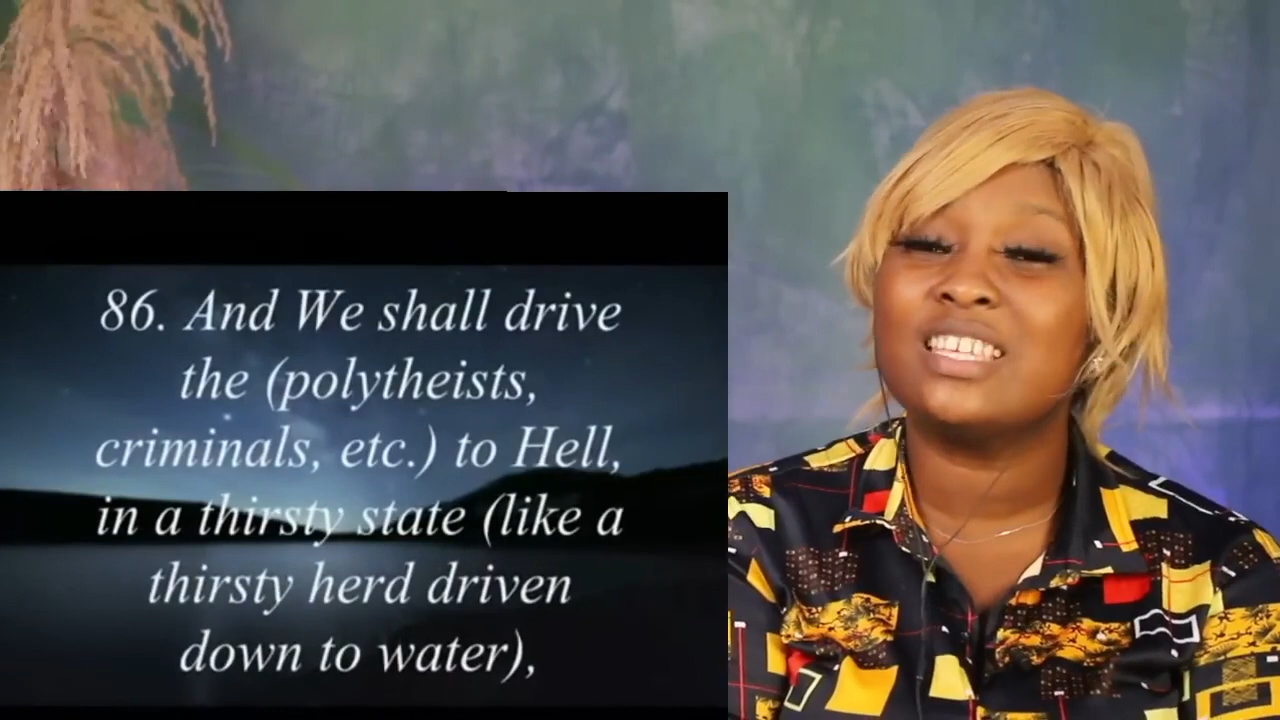 86. And We shall drive
the (polytheists,
criminals, etc.) to Hell,
in a thirsty state (like a
thirsty herd driven
down to water),